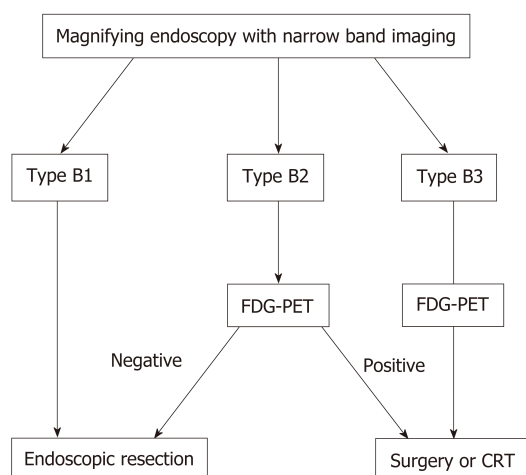 Magnifying endoscopy with narrow band imaging
Type B1
Type B2
Type B3
FDG-PET
FDG-PET
Negative
Positive
Endoscopic resection
Surgery or CRT